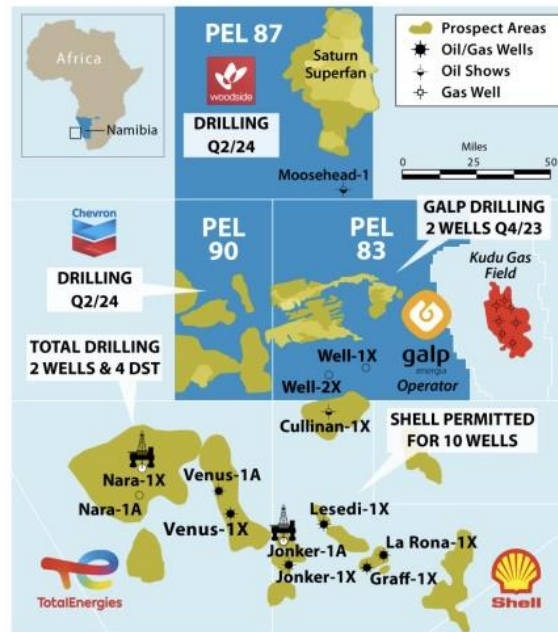 Africa
Namibia
PEL 87
woodside
DRILLING
Q2/24
Saturn
Superfan
Moosehead-1
Prospect Areas
Oil/Gas Wells
Oil Shows
Gas Well
Miles
0 10 20 30 40 50
Chevron
DRILLING
Q2/24
PEL
90
PEL
83
GALP DRILLING
2 WELLS Q4/23
Kudu Gas
Field
galp
energia
Operator
TOTAL DRILLING
2 WELLS & 4 DST
Well-1X
Well-2X
Cullinan-1X
SHELL PERMITTED
FOR 10 WELLS
Nara-1X
Nara-1A
Venus-1A
Venus-1X
Lesedi-1X
Jonker-1A
Jonker-1X
La Rona-1X
Graff-1X
TotalEnergies
Shell